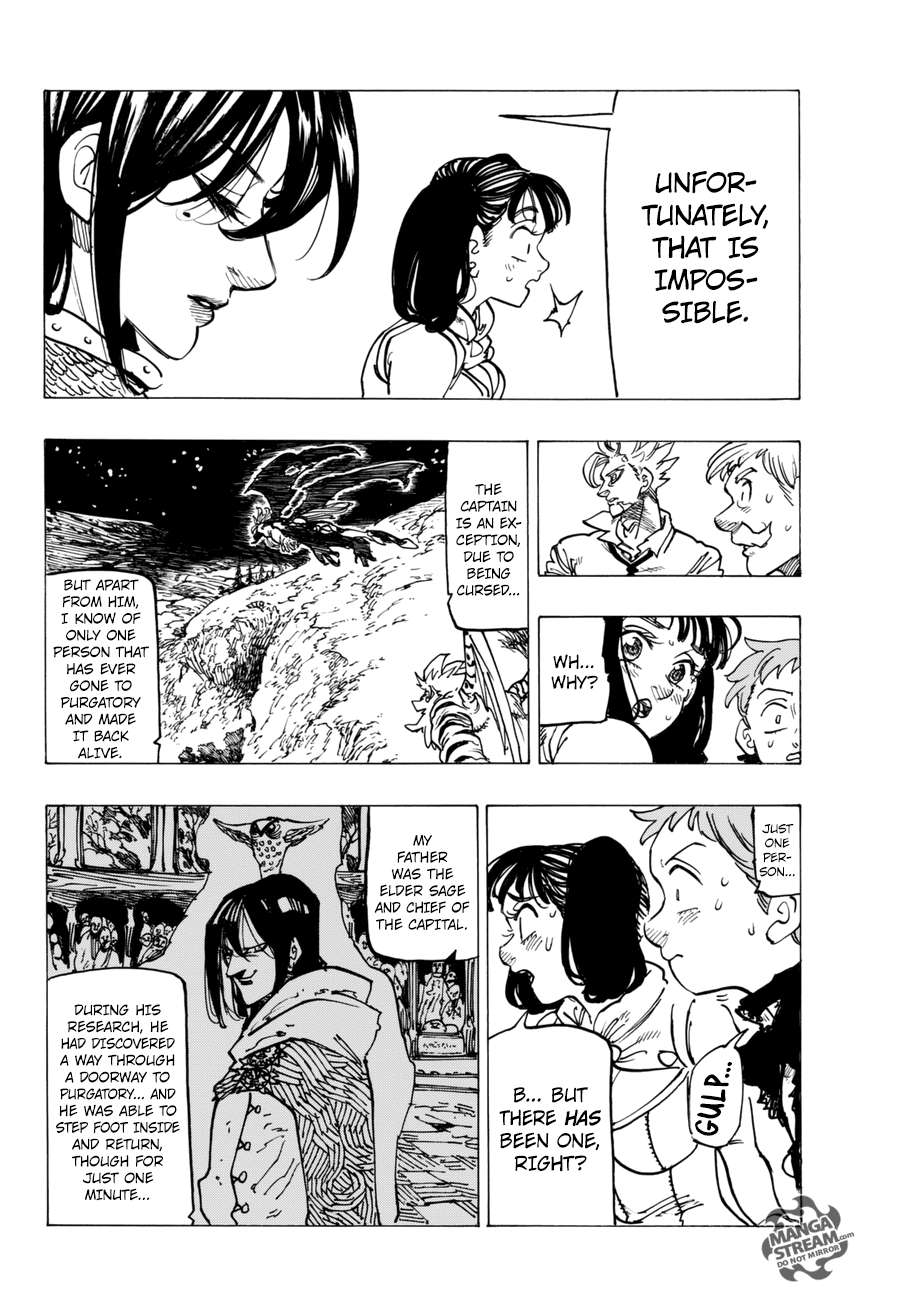 UNFOR-
TUNATELY,
THAT IS
IMPOS-
SIBLE.
WH...
WHY?
THE
CAPTAIN
IS AN EX-
CEPTION,
DUE TO
BEING
CURSED...
BUT APART
FROM HIM,
I KNOW OF
ONLY ONE
PERSON THAT
HAS EVER
GONE TO
PURGATORY
AND MADE
IT BACK
ALIVE.
JUST
ONE
PER-
SON...
GULP...
B... BUT
THERE HAS
BEEN ONE,
RIGHT?
MY
FATHER
WAS THE
ELDER SAGE
AND CHIEF OF
THE CAPITAL.
DURING HIS
RESEARCH, HE
HAD DISCOVERED
A WAY THROUGH
A DOORWAY TO
PURGATORY... AND
HE WAS ABLE TO
STEP FOOT INSIDE
AND RETURN,
THOUGH FOR
JUST ONE
MINUTE...
MANGA
STREAM.com
DO NOT MIRROR